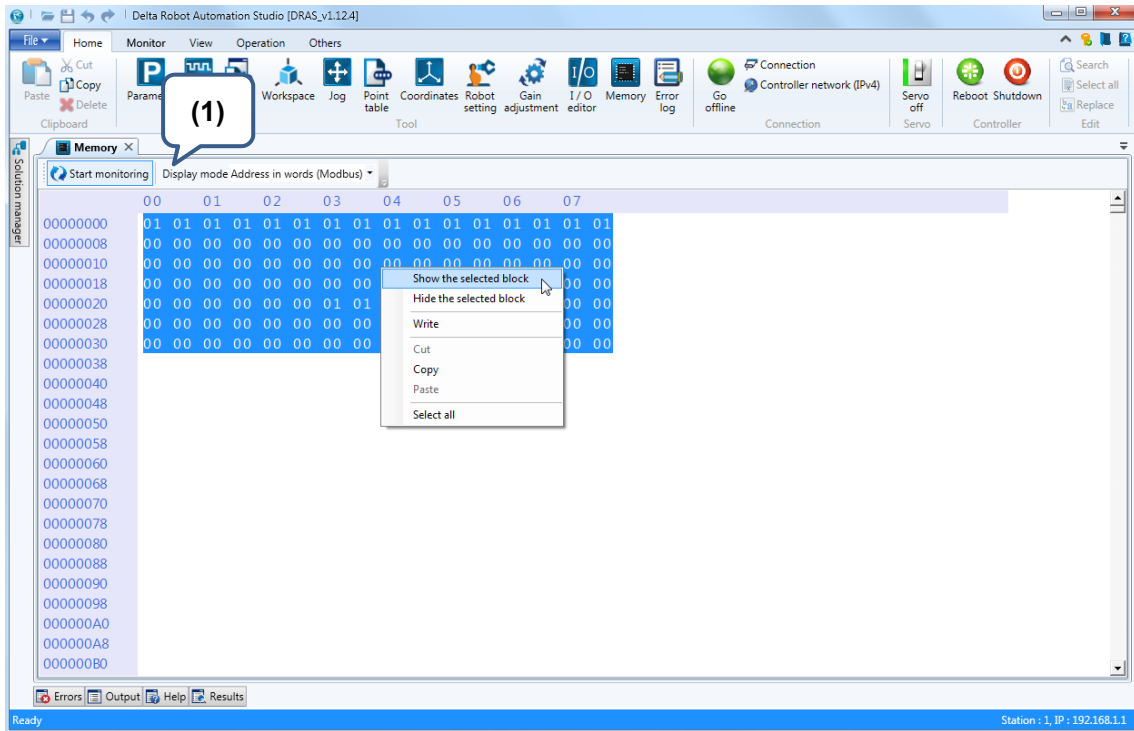 Delta Robot Automation Studio [DRAS_v1.12.4]
File Home Monitor View Operation Others
Paste Cut Copy Delete
Clipboard
Workspace Jog Point table Coordinates Robot setting Gain adjustment I/O editor Memory Error log
Tool
Go offline Connection Controller network (IPv4)
Connection
Servo off
Servo
Reboot Shutdown
Controller
Search Select all Replace
Edit
(1)
Solution manager
Memory
Start monitoring Display mode Address in words (Modbus)
00 01 02 03 04 05 06 07
00000000 01 01 01 01 01 01 01 01 01 01 01 01 01 01 01 01
00000008 00 00 00 00 00 00 00 00 00 00 00 00 00 00 00 00
00000010 00 00 00 00 00 00 00 00 00 00 00 00 00 00 00 00
00000018 00 00 00 00 00 00 00 00 00 00
00000020 00 00 00 00 00 00 01 01 00 00
00000028 00 00 00 00 00 00 00 00 00 00
00000030 00 00 00 00 00 00 00 00 00 00
00000038
00000040
00000048
00000050
00000058
00000060
00000068
00000070
00000078
00000080
00000088
00000090
00000098
000000A0
000000A8
000000B0
Show the selected block
Hide the selected block
Write
Cut
Copy
Paste
Select all
Errors Output Help Results
Ready Station : 1, IP : 192.168.1.1